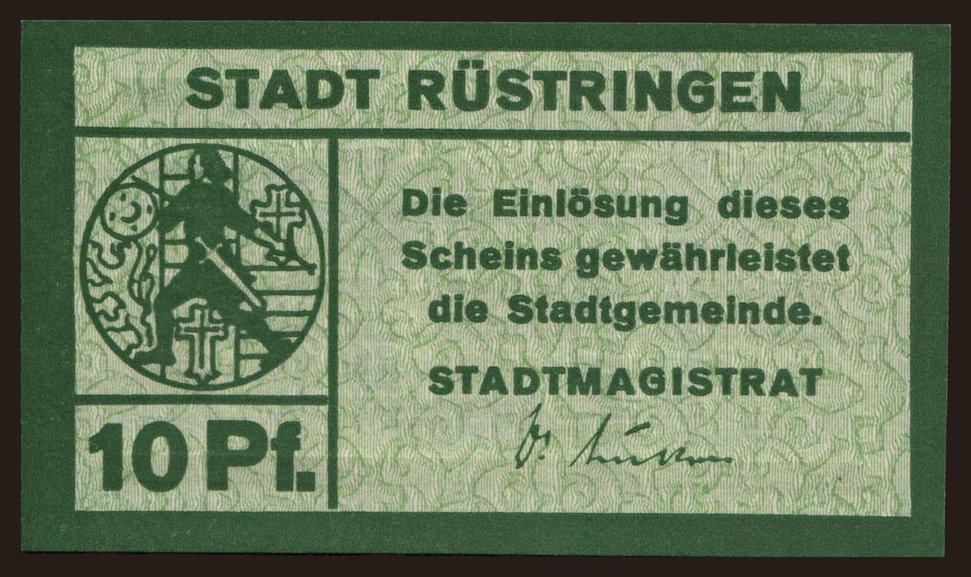 STADT RÜSTRINGEN
Die Einlösung dieses
Scheins gewährleistet
die Stadtgemeinde.
STADTMAGISTRAT
10 Pf.